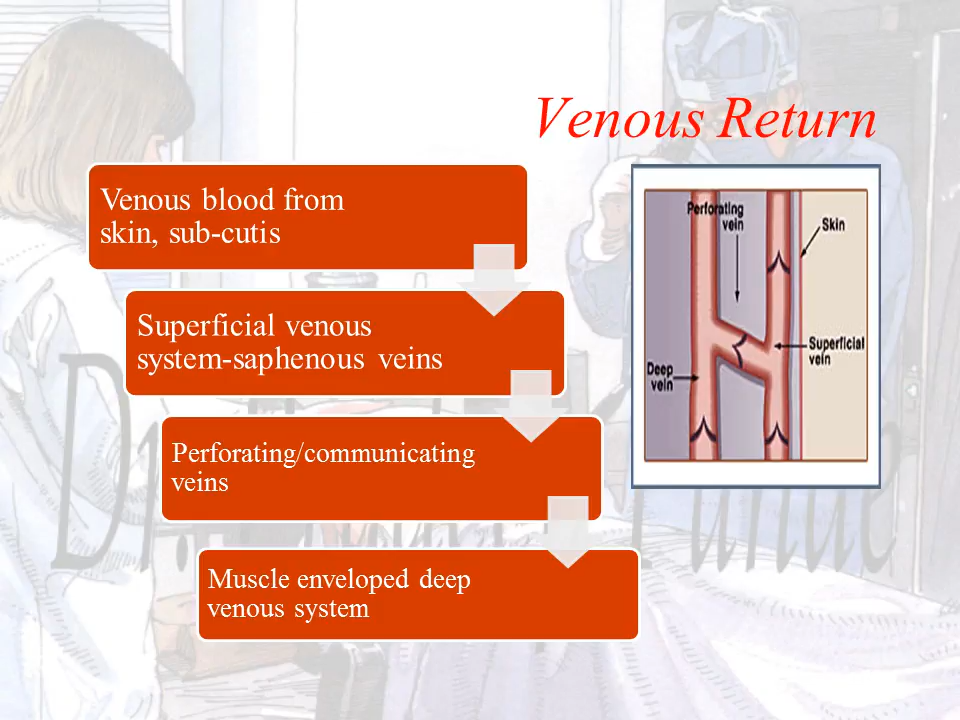 Venous Return
Venous blood from
skin, sub-cutis
Superficial venous
system-saphenous veins
Perforating/communicating
veins
Muscle enveloped deep
venous system
Perforating
vein
Skin
Superficial
vein
Deep
vein